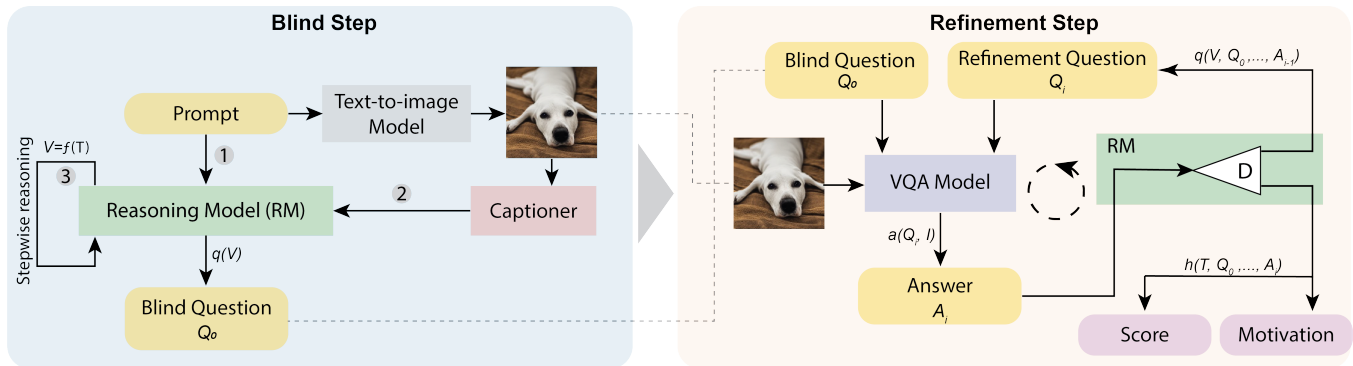 Blind Step
Prompt
Text-to-image
Model
1
V=f(T)
3
Stepwise reasoning
Reasoning Model (RM)
2
Captioner
q(V)
Blind Question
Q₀
Refinement Step
Blind Question
Q₀
Refinement Question
Qᵢ
q(V, Q₀ ,..., Aᵢ₋₁)
RM
D
VQA Model
a(Qᵢ, I)
Answer
Aᵢ
h(T, Q₀ ,..., Aᵢ)
Score
Motivation